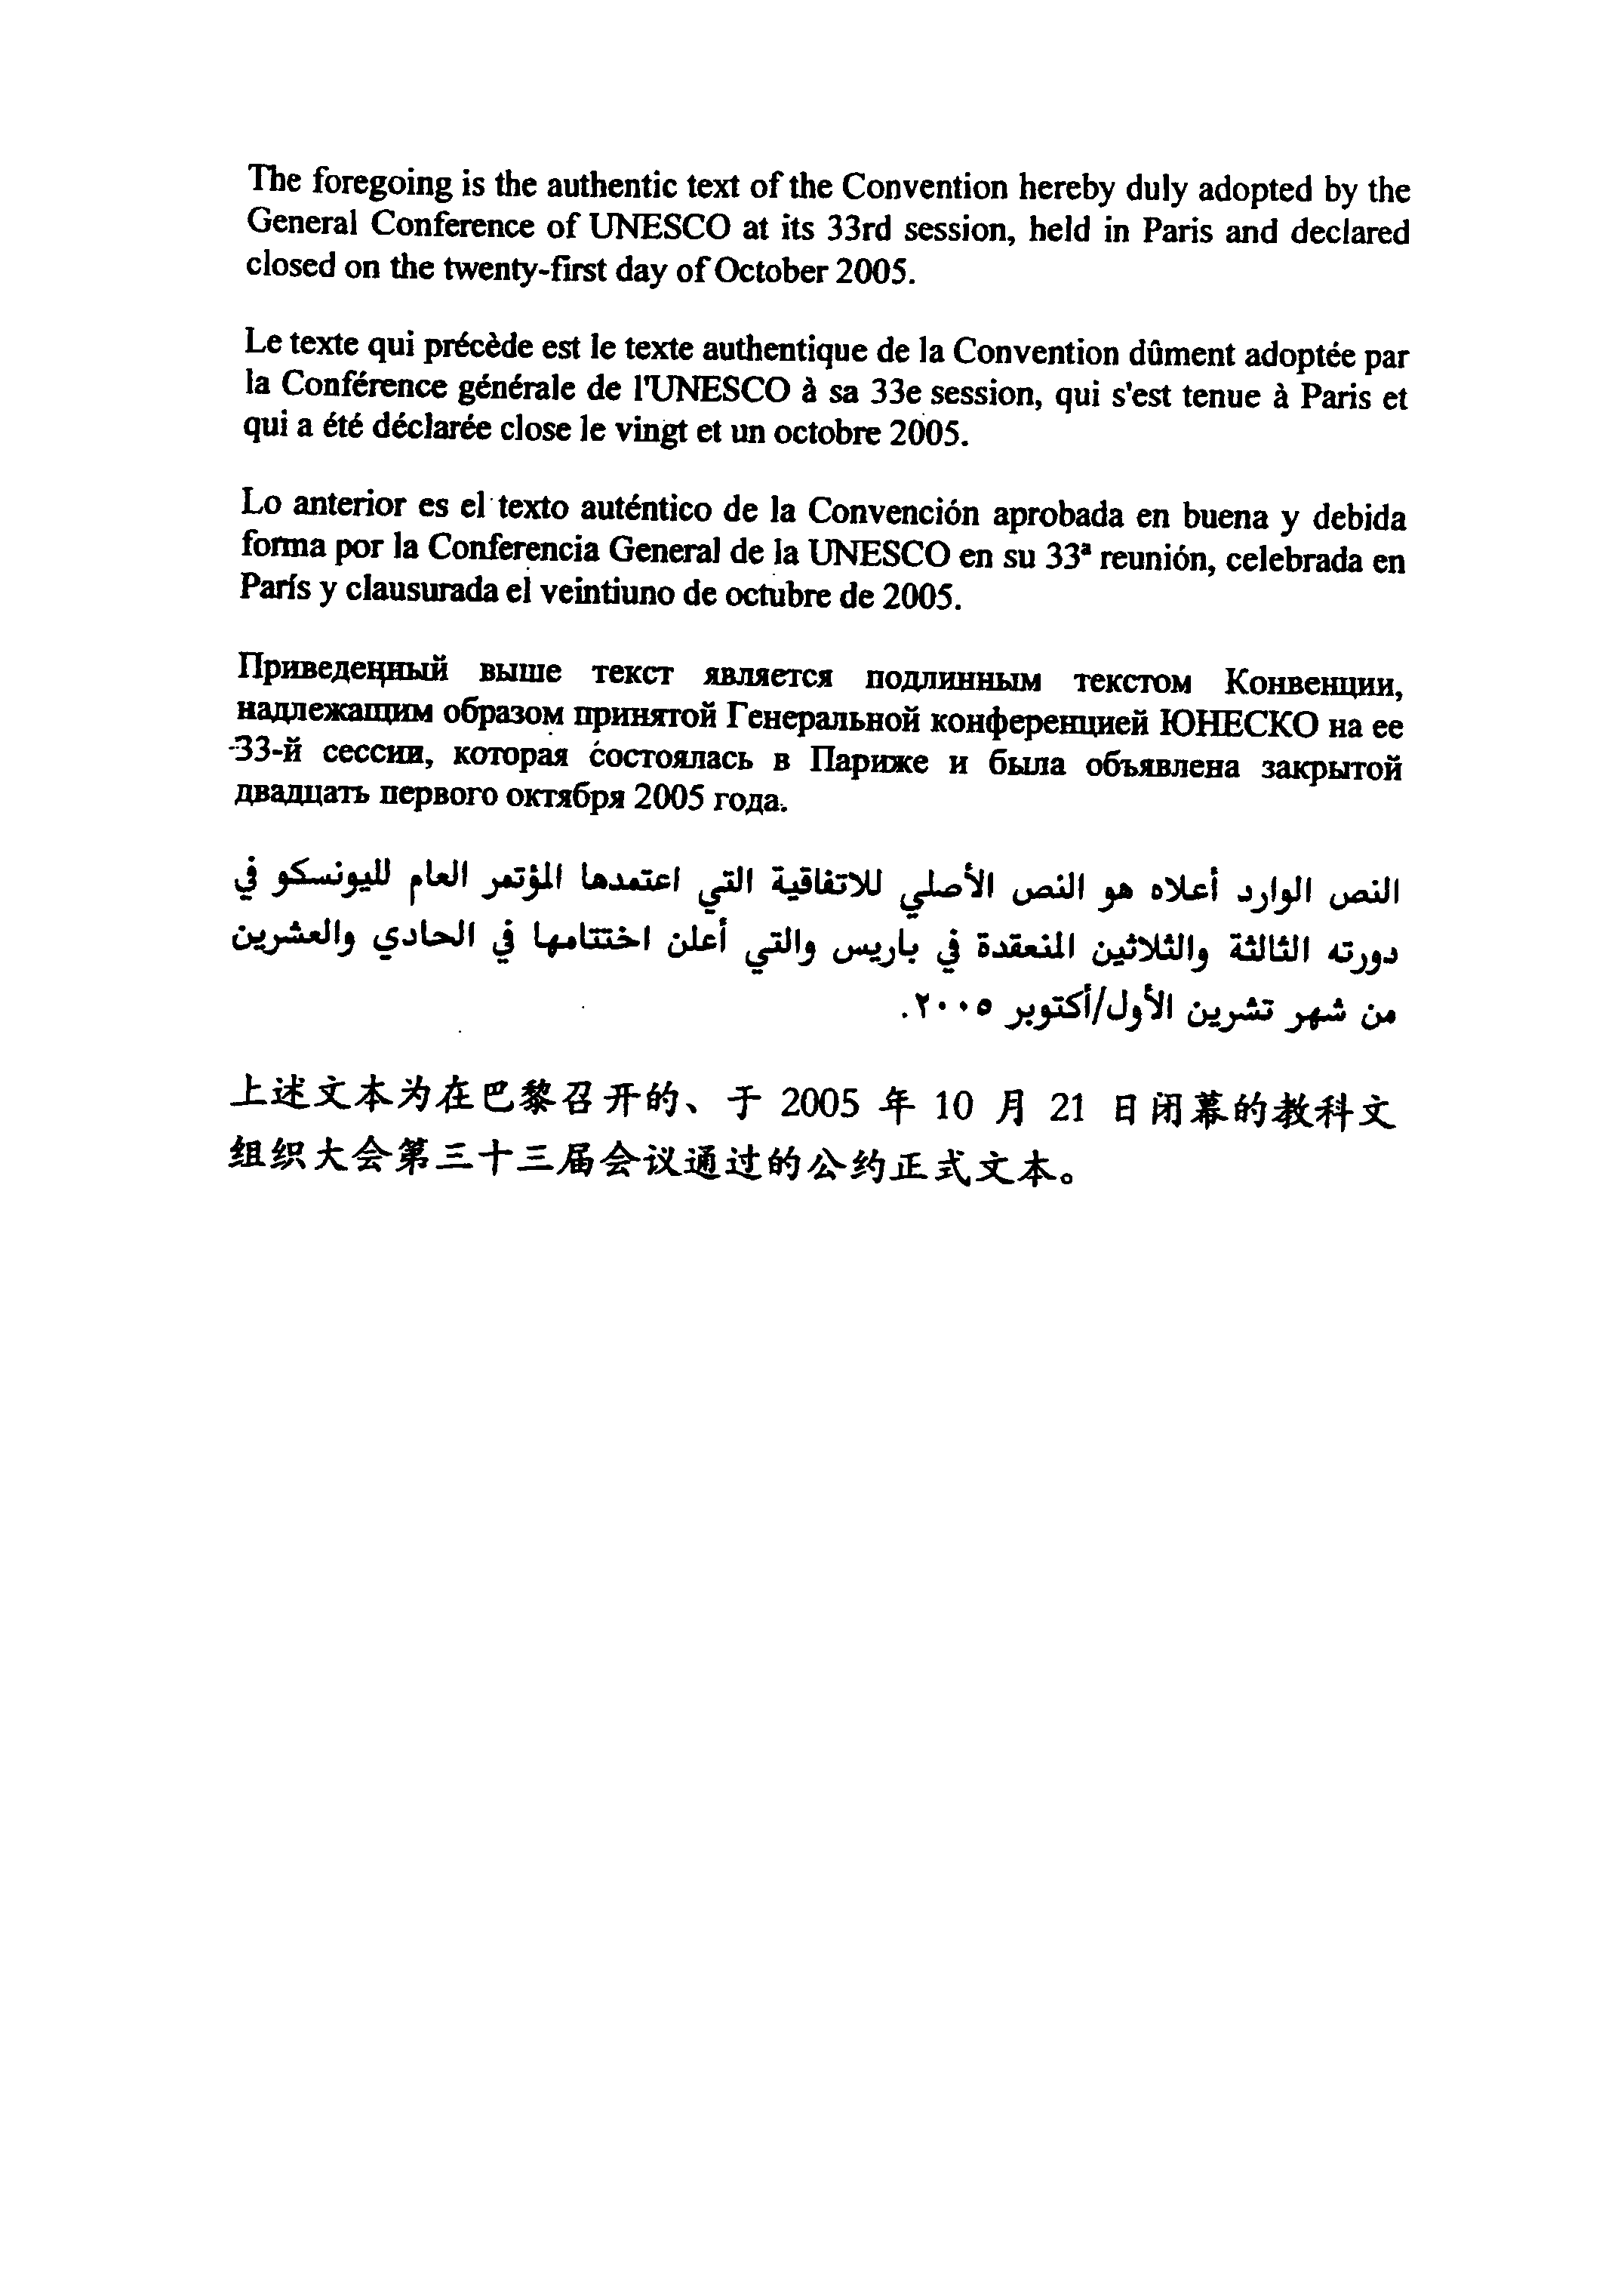 The foregoing is the authentic text of the Convention hereby duly adopted by the
General Conference of UNESCO at its 33rd session, held in Paris and declared
closed on the twenty-first day of October 2005.
Le texte qui précède est le texte authentique de la Convention dûment adoptée par
la Conférence générale de l'UNESCO à sa 33e session, qui s'est tenue à Paris et
qui a été déclarée close le vingt et un octobre 2005.
Lo anterior es el texto auténtico de la Convención aprobada en buena y debida
forma por la Conferencia General de la UNESCO en su 33ª reunión, celebrada en
París y clausurada el veintiuno de octubre de 2005.
Приведенный выше текст является подлинным текстом Конвенции,
надлежащим образом принятой Генеральной конференцией ЮНЕСКО на ее
33-й сессии, которая состоялась в Париже и была объявлена закрытой
двадцать первого октября 2005 года.
النص الوارد أعلاه هو النص الأصلي للاتفاقية التي اعتمدها المؤتمر العام لليونسكو في
دورته الثالثة والثلاثين المنعقدة في باريس والتي أعلن اختتامها في الحادي والعشرين
من شهر تشرين الأول/أكتوبر ٢٠٠٥.
上述文本为在巴黎召开的、于 2005 年 10 月 21 日闭幕的教科文
组织大会第三十三届会议通过的公约正式文本。